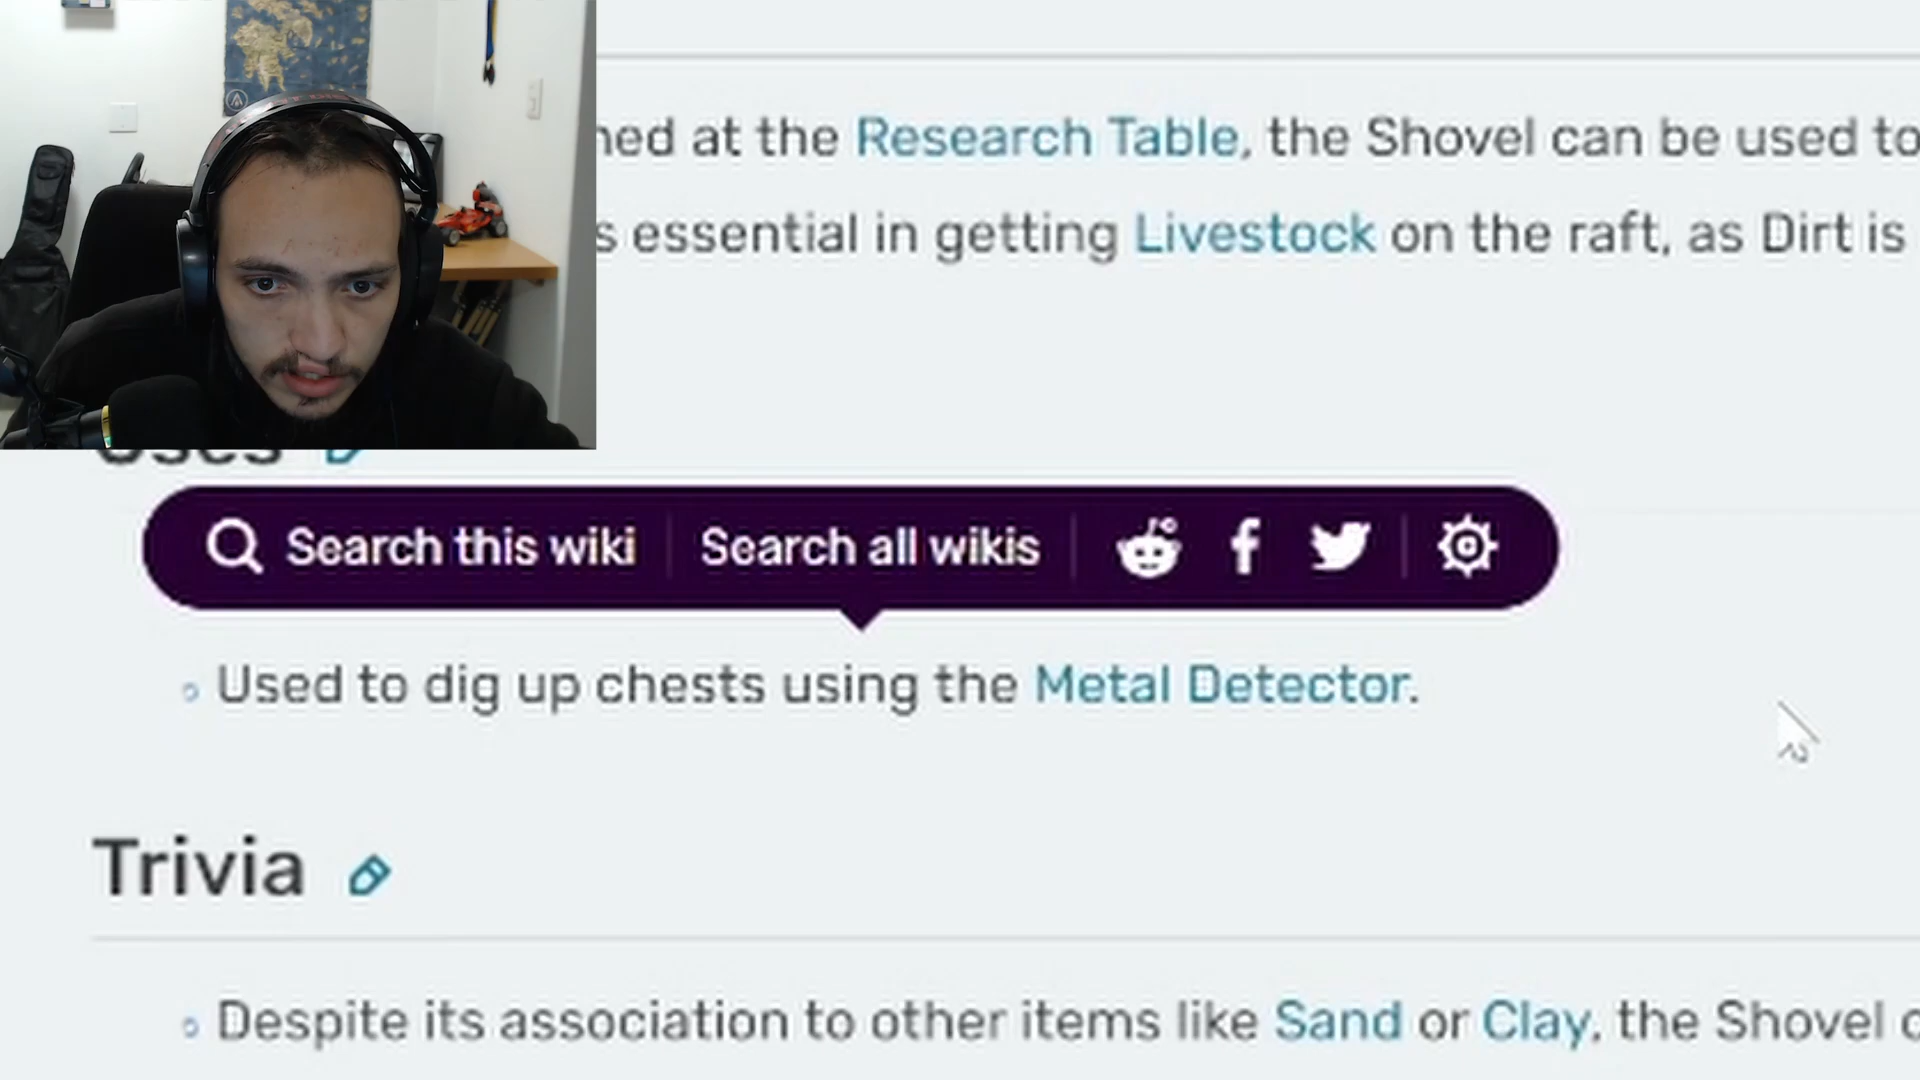 at the Research Table, the Shovel can be used to
essential in getting Livestock on the raft, as Dirt is
Uses
Search this wiki Search all wikis
Used to dig up chests using the Metal Detector.
Trivia
Despite its association to other items like Sand or Clay, the Shovel